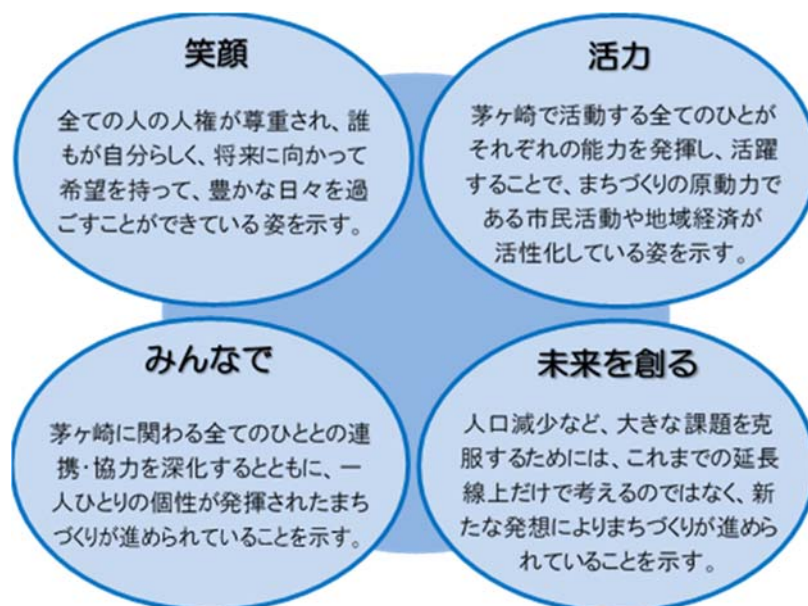 笑顔
全ての人の人権が尊重され、誰
もが自分らしく、将来に向かって
希望を持って、豊かな日々を過
ごすことができている姿を示す。
活力
茅ヶ崎で活動する全てのひとが
それぞれの能力を発揮し、活躍
することで、まちづくりの原動力で
ある市民活動や地域経済が
活性化している姿を示す。
みんなで
茅ヶ崎に関わる全てのひととの連
携・協力を深化するとともに、一
人ひとりの個性が発揮されたまち
づくりが進められていることを示す。
未来を創る
人口減少など、大きな課題を克
服するためには、これまでの延長
線上だけで考えるのではなく、新
たな発想によりまちづくりが進めら
れていることを示す。